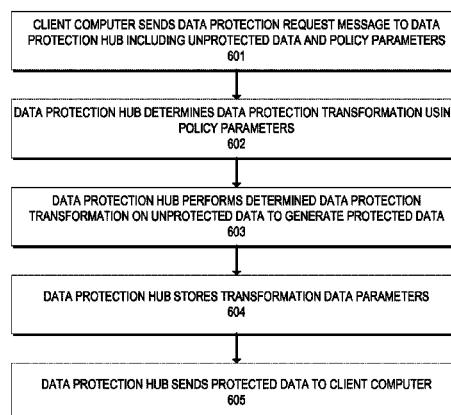 CLIENT COMPUTER SENDS DATA PROTECTION REQUEST MESSAGE TO DATA
PROTECTION HUB INCLUDING UNPROTECTED DATA AND POLICY PARAMETERS
601
DATA PROTECTION HUB DETERMINES DATA PROTECTION TRANSFORMATION USIN
POLICY PARAMETERS
602
DATA PROTECTION HUB PERFORMS DETERMINED DATA PROTECTION
TRANSFORMATION ON UNPROTECTED DATA TO GENERATE PROTECTED DATA
603
DATA PROTECTION HUB STORES TRANSFORMATION DATA PARAMETERS
604
DATA PROTECTION HUB SENDS PROTECTED DATA TO CLIENT COMPUTER
605